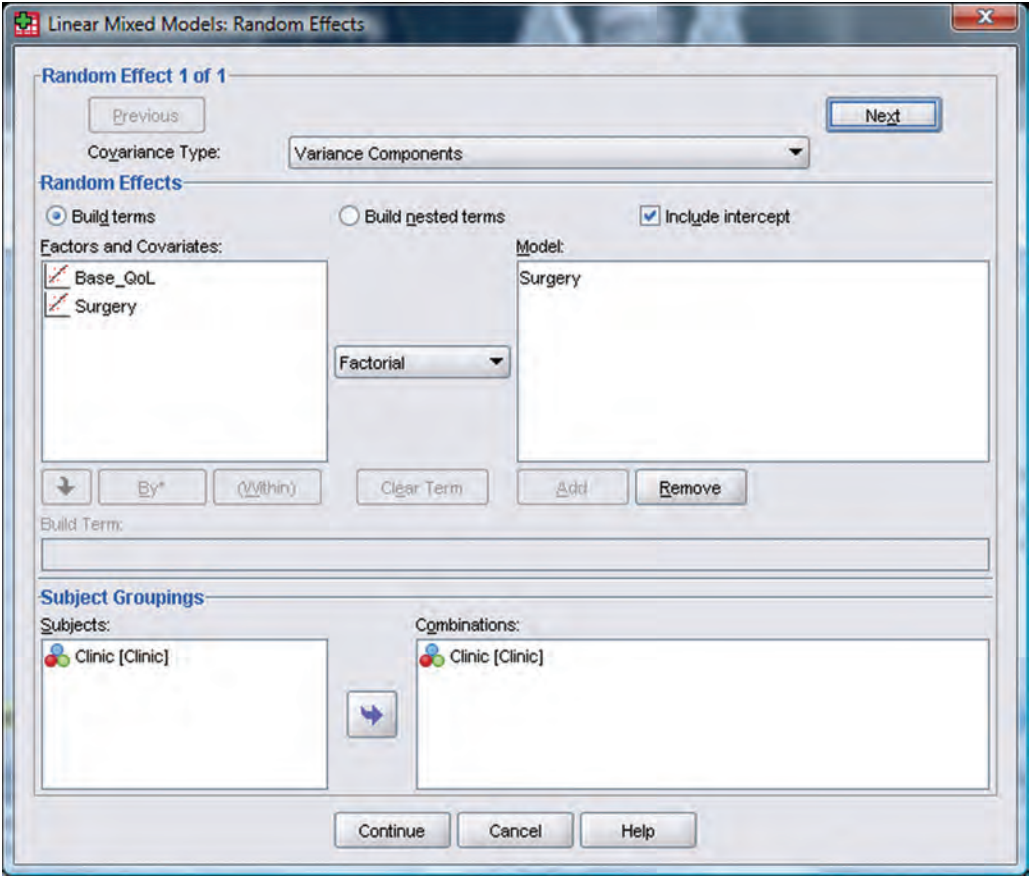 Linear Mixed Models: Random Effects
x
Random Effect 1 of 1
Previous
Next
Covariance Type:
Variance Components
Random Effects
Build terms
Build nested terms
Include intercept
Factors and Covariates:
Model:
Base_QoL
Surgery
Surgery
Factorial
By*
(Within)
Clear Term
Add
Remove
Build Term:
Subject Groupings
Subjects:
Combinations:
Clinic [Clinic]
Clinic [Clinic]
Continue
Cancel
Help